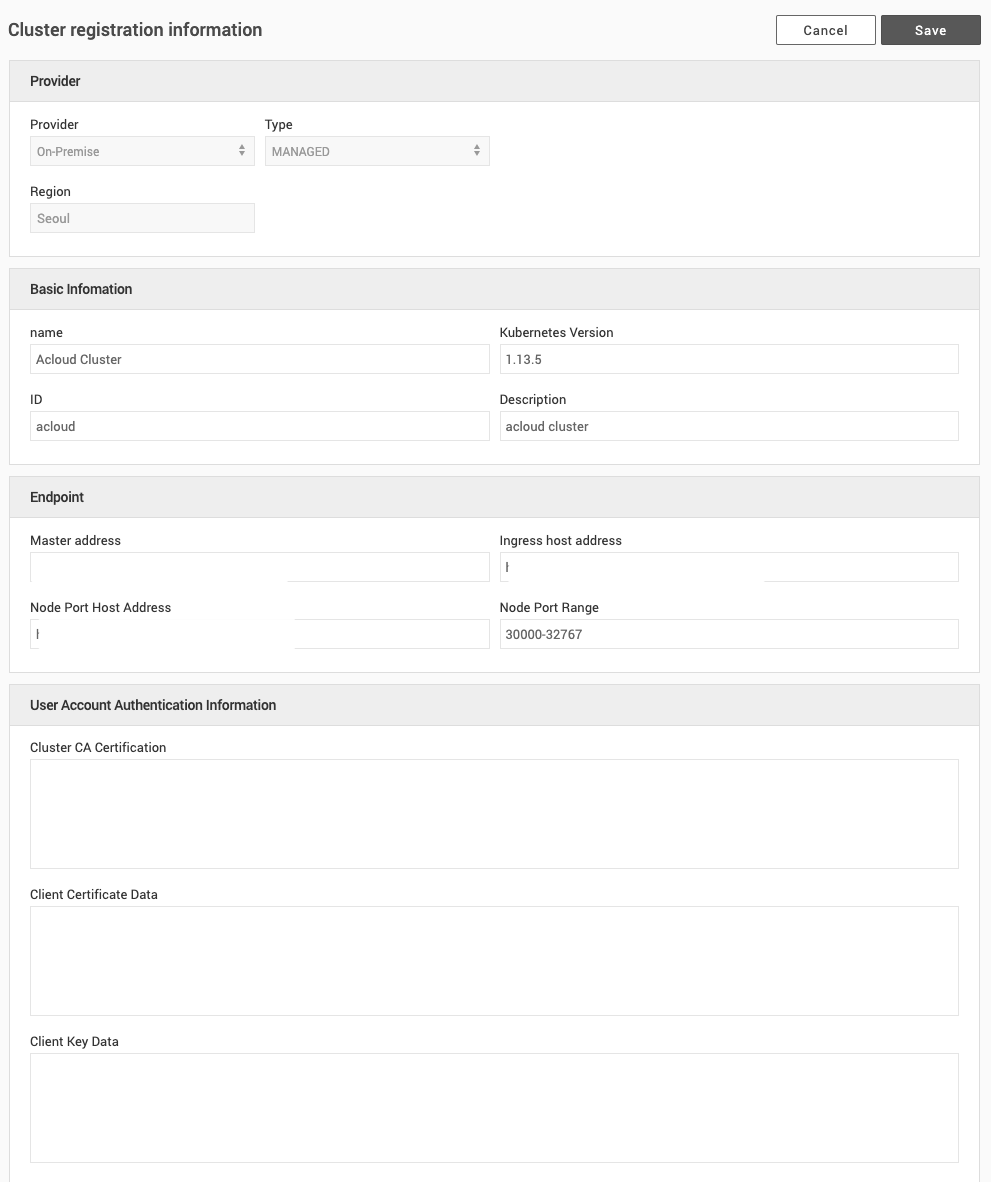 Cluster registration information
Cancel
Save
Provider
Provider
Type
On-Premise
MANAGED
Region
Seoul
Basic Infomation
name
Kubernetes Version
Acloud Cluster
1.13.5
ID
Description
acloud
acloud cluster
Endpoint
Master address
Ingress host address
Node Port Host Address
Node Port Range
30000-32767
User Account Authentication Information
Cluster CA Certification
Client Certificate Data
Client Key Data